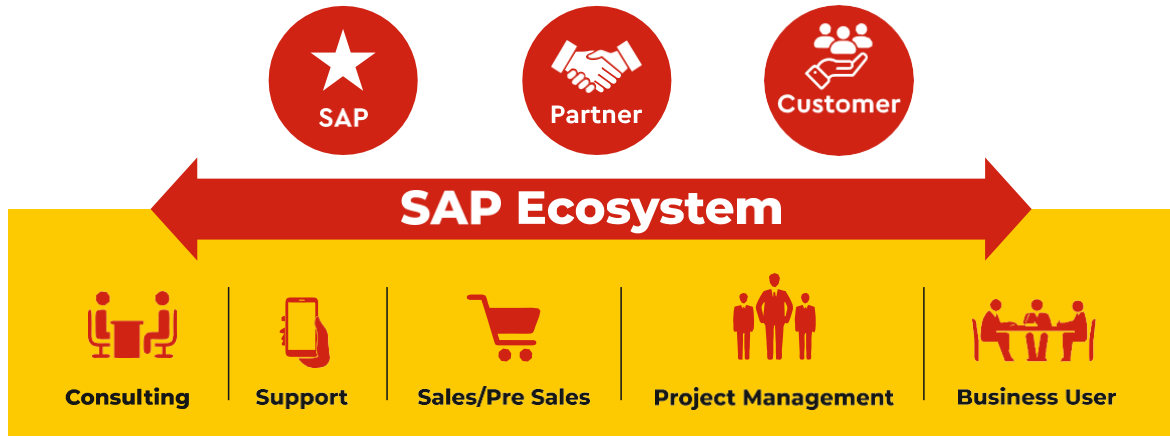 SAP
Partner
Customer
SAP Ecosystem
Consulting
Support
Sales/Pre Sales
Project Management
Business User